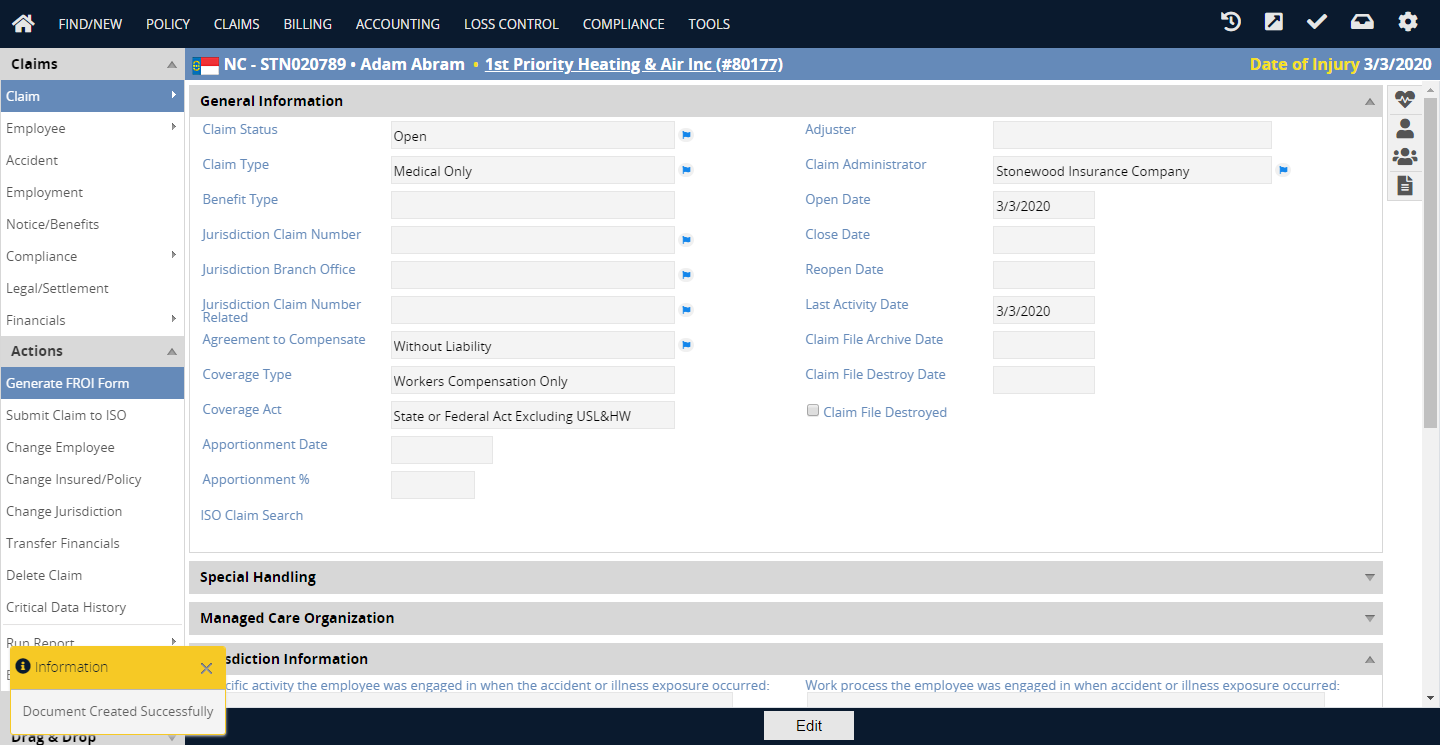 FIND/NEW POLICY CLAIMS BILLING ACCOUNTING LOSS CONTROL COMPLIANCE TOOLS
NC - STN020789 • Adam Abram • 1st Priority Heating & Air Inc (#80177) Date of Injury 3/3/2020
Claims
Claim
Employee
Accident
Employment
Notice/Benefits
Compliance
Legal/Settlement
Financials
Actions
Generate FROI Form
Submit Claim to ISO
Change Employee
Change Insured/Policy
Change Jurisdiction
Transfer Financials
Delete Claim
Critical Data History
Run Report
Information
Document Created Successfully
Drag & Drop
General Information
Claim Status Open
Claim Type Medical Only
Benefit Type
Jurisdiction Claim Number
Jurisdiction Branch Office
Jurisdiction Claim Number
Related
Agreement to Compensate Without Liability
Coverage Type Workers Compensation Only
Coverage Act State or Federal Act Excluding USL&HW
Apportionment Date
Apportionment %
ISO Claim Search
Adjuster
Claim Administrator Stonewood Insurance Company
Open Date 3/3/2020
Close Date
Reopen Date
Last Activity Date 3/3/2020
Claim File Archive Date
Claim File Destroy Date
Claim File Destroyed
Special Handling
Managed Care Organization
sdiction Information
cific activity the employee was engaged in when the accident or illness exposure occurred:
Work process the employee was engaged in when accident or illness exposure occurred:
Edit